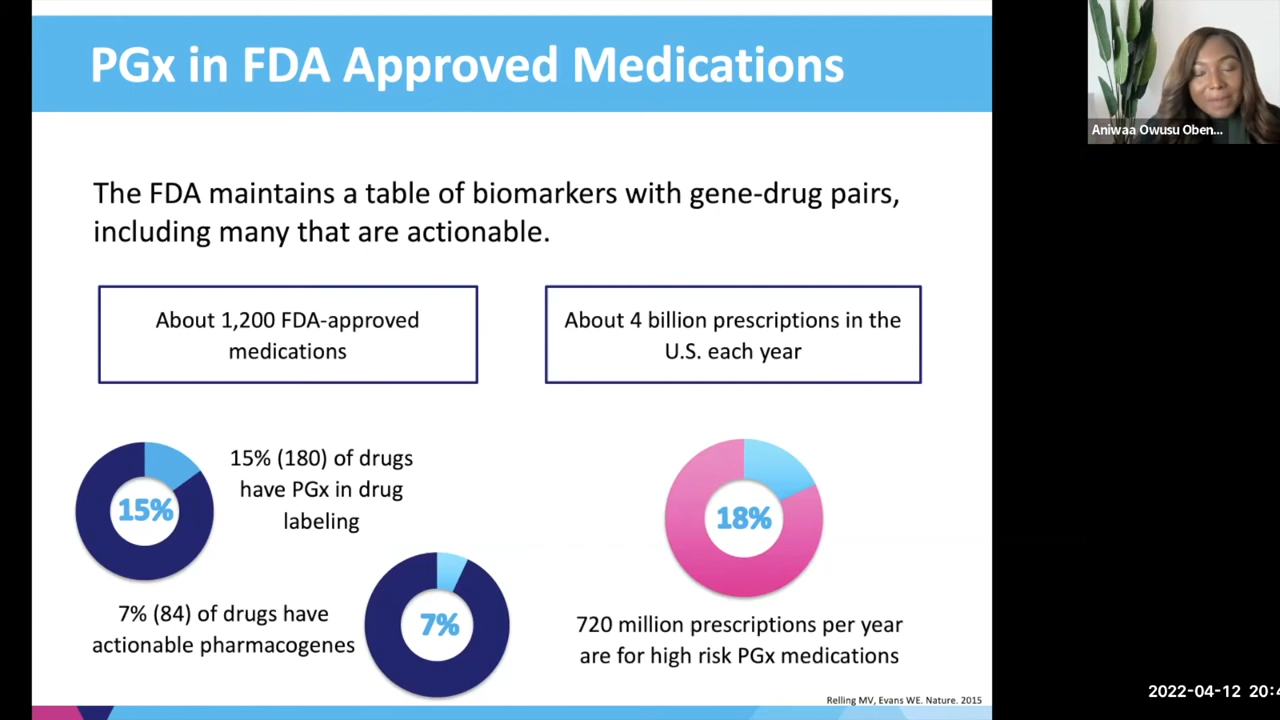 PGx in FDA Approved Medications
Aniwaa Owusu Oben...
The FDA maintains a table of biomarkers with gene-drug pairs,
including many that are actionable.
About 1,200 FDA-approved
medications
About 4 billion prescriptions in the
U.S. each year
15%
15% (180) of drugs
have PGx in drug
labeling
18%
7% (84) of drugs have
actionable pharmacogenes
7%
720 million prescriptions per year
are for high risk PGx medications
Relling MV, Evans WE. Nature. 2015
2022-04-12 20:4